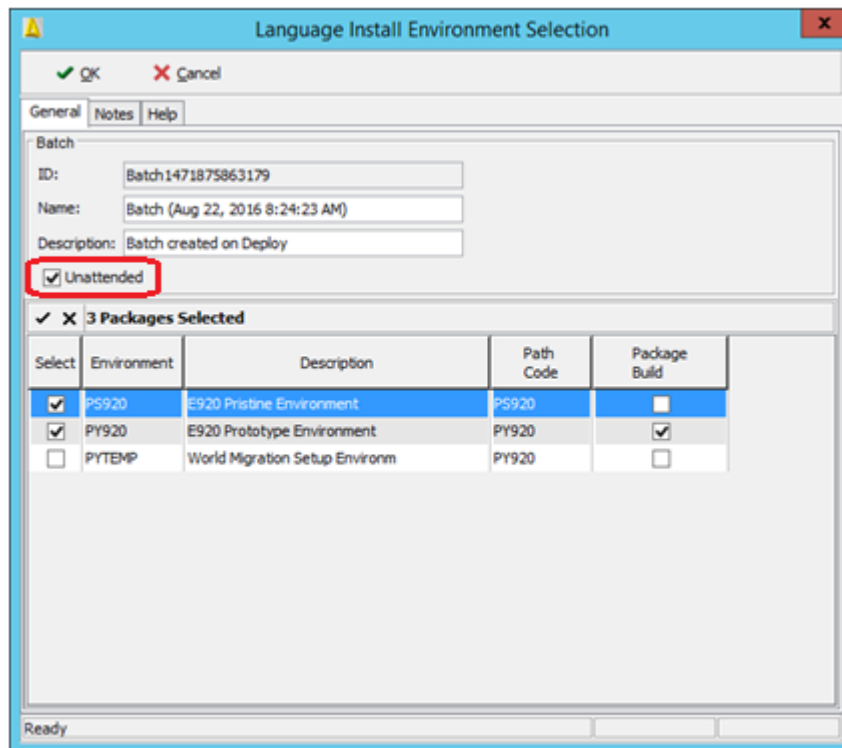 Language Install Environment Selection
x
OK Cancel
General Notes Help
Batch
ID: Batch1471875863179
Name: Batch (Aug 22, 2016 8:24:23 AM)
Description: Batch created on Deploy
Unattended
3 Packages Selected
Select Environment Description Path Code Package Build
PS920 E920 Pristine Environment PS920
PY920 E920 Prototype Environment PY920
PYTEMP World Migration Setup Environm PY920
Ready